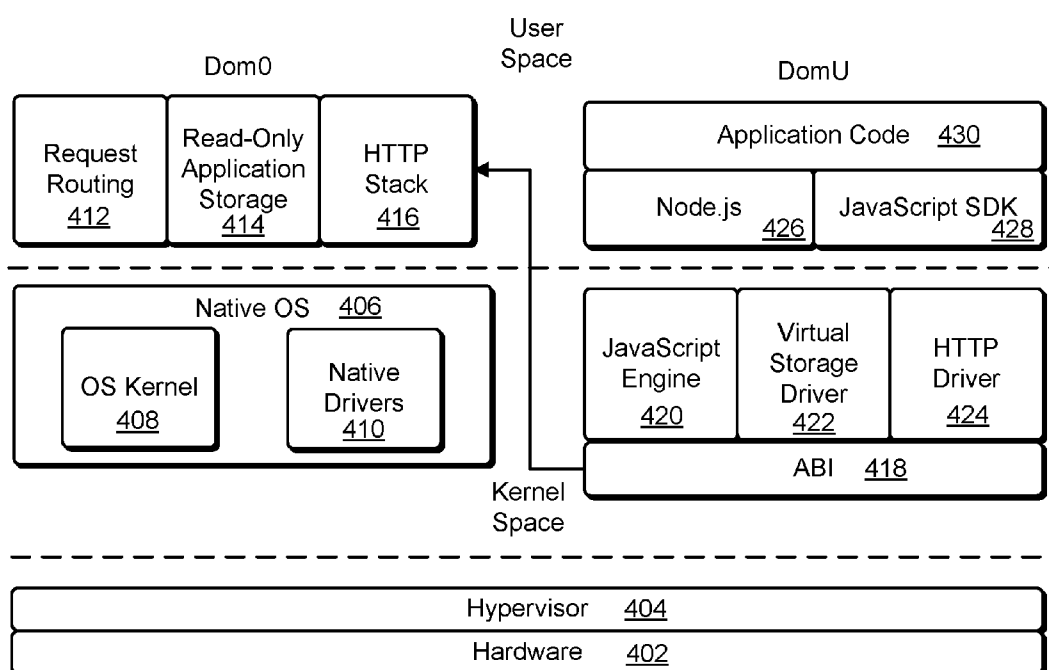 User
Space
Dom0
DomU
Request
Routing
412
Read-Only
Application
Storage
414
HTTP
Stack
416
Application Code 430
Node.js
426
JavaScript SDK
428
Native OS 406
OS Kernel
408
Native
Drivers
410
JavaScript
Engine
420
Virtual
Storage
Driver
422
HTTP
Driver
424
ABI 418
Kernel
Space
Hypervisor 404
Hardware 402